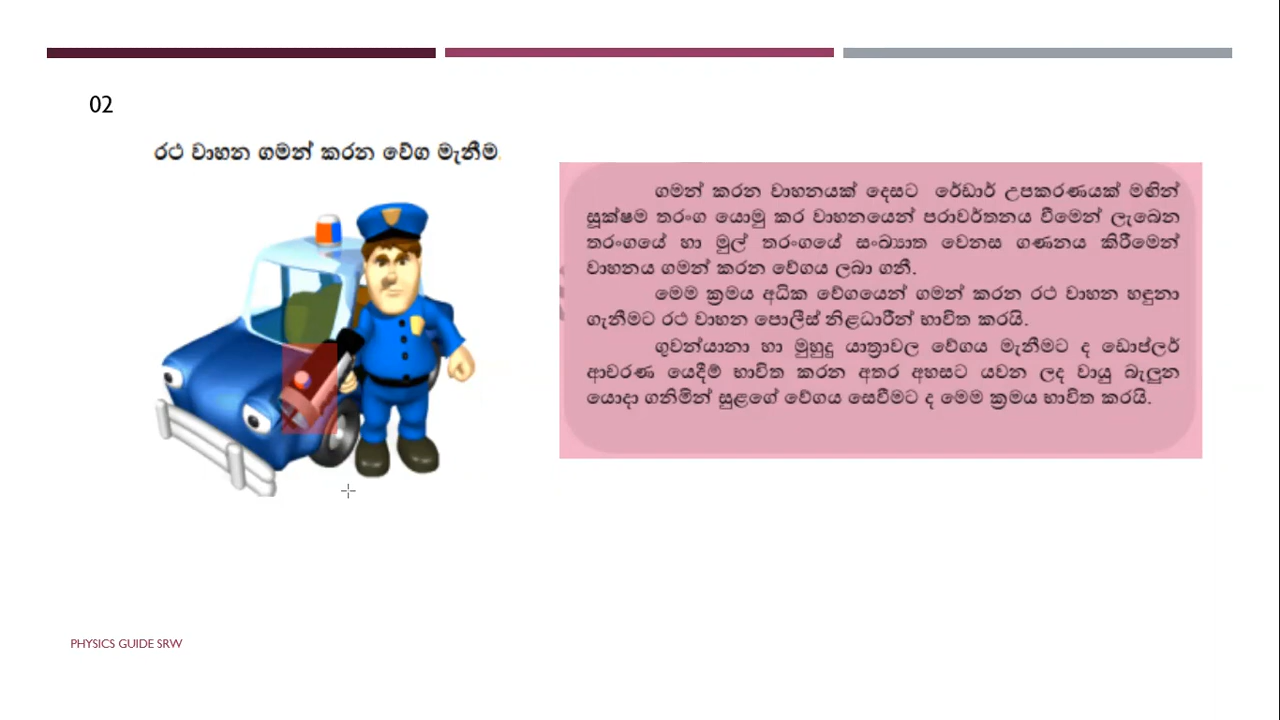 02
රථ වාහන ගමන් කරන වේග මැනීම
ගමන් කරන වාහනයක් දෙසට රේඩාර් උපකරණයක් මඟින්
සූක්ෂම තරංග යොමු කර වාහනයෙන් පරාවර්තනය වීමෙන් ලැබෙන
තරංගයේ හා මුල් තරංගයේ සංඛ්‍යාත වෙනස ගණනය කිරීමෙන්
වාහනය ගමන් කරන වේගය ලබා ගනී.
මෙම ක්‍රමය අධික වේගයෙන් ගමන් කරන රථ වාහන හඳුනා
ගැනීමට රථ වාහන පොලීස් නිළධාරීන් භාවිත කරයි.
ගුවන්යානා හා මුහුදු යාත්‍රාවල වේගය මැනීමට ද ඩොප්ලර්
ආචරණ යෙදීම් භාවිත කරන අතර අහසට යවන ලද වායු බැලුන
යොදා ගනිමින් සුළගේ වේගය සෙවීමට ද මෙම ක්‍රමය භාවිත කරයි.
PHYSICS GUIDE SRW